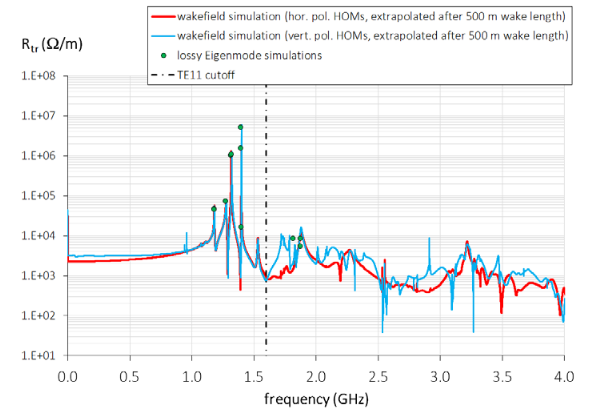 wakefield simulation (hor. pol. HOMs, extrapolated after 500 m wake length)
wakefield simulation (vert. pol. HOMs, extrapolated after 500 m wake length)
lossy Eigenmode simulations
TE11 cutoff
Rtr (Ω/m)
1.E+08
1.E+07
1.E+06
1.E+05
1.E+04
1.E+03
1.E+02
1.E+01
0.0 0.5 1.0 1.5 2.0 2.5 3.0 3.5 4.0
frequency (GHz)